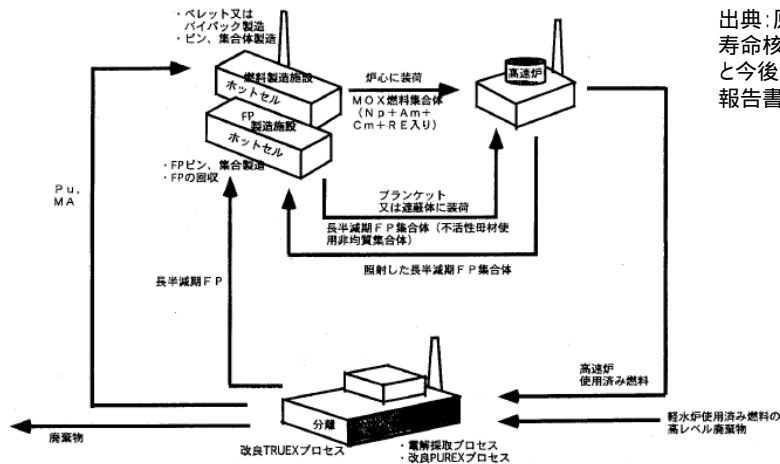 ・ペレット又は
バイパック製造
・ピン、集合体製造
燃料製造施設
ホットセル
FP
製造施設
ホットセル
・FPピン、集合製造
・FPの回収
炉心に装荷
MOX燃料集合体
(Np+Am+
Cm+RE入り)
高速炉
出典:原
寿命核
と今後
報告書
Pu,
MA
ブランケット
又は遮蔽体に装荷
長半減期FP集合体(不活性母材使
用非均質集合体)
照射した長半減期FP集合体
長半減期FP
高速炉
使用済み燃料
軽水炉使用済み燃料の
高レベル廃棄物
分離
廃棄物
改良TRUEXプロセス
・電解採取プロセス
・改良PUREXプロセス